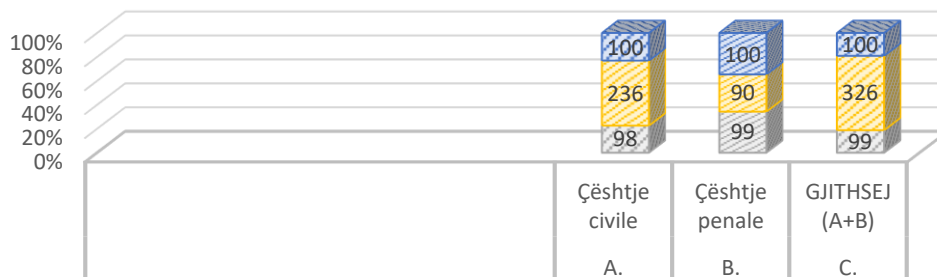 100%
80%
60%
40%
20%
0%
100 100 100
236 90 326
98 99 99
Çështje civile
Çështje penale
GJITHSEJ (A+B)
A. B. C.